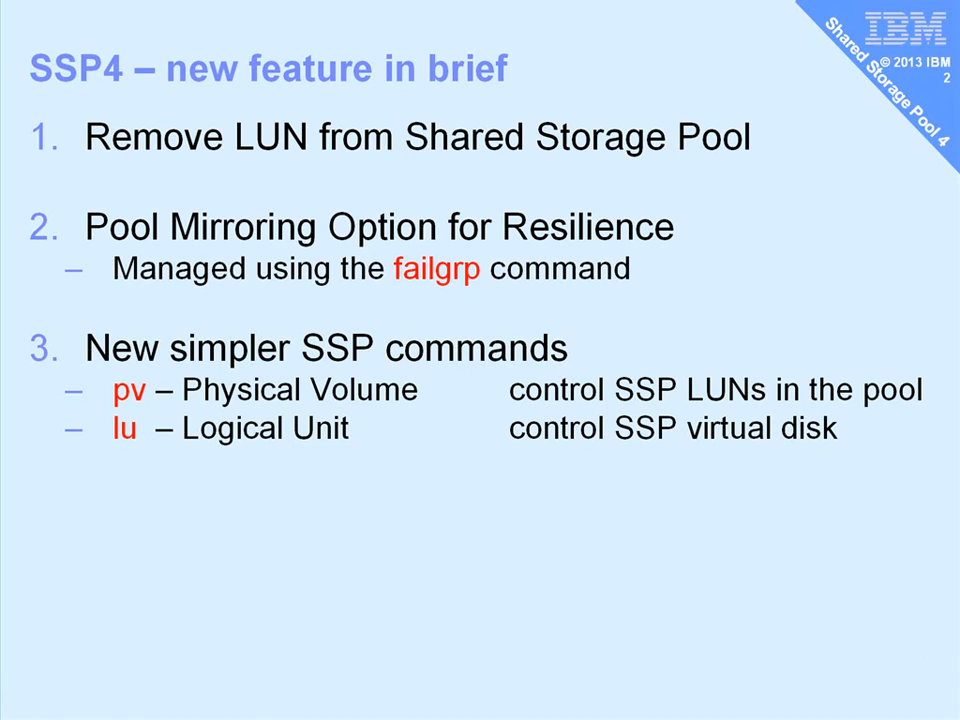 SSP4 – new feature in brief
IBM
© 2013 IBM
2
Shared Storage Pool 4
1. Remove LUN from Shared Storage Pool
2. Pool Mirroring Option for Resilience
– Managed using the failgrp command
3. New simpler SSP commands
– pv – Physical Volume control SSP LUNs in the pool
– lu – Logical Unit control SSP virtual disk